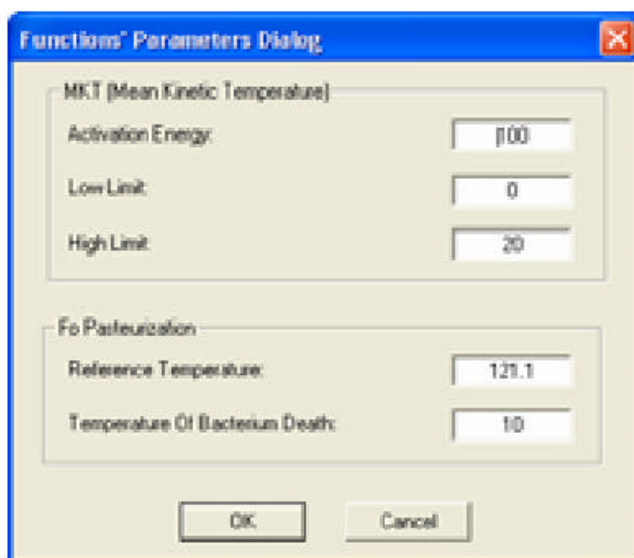 Functions' Parameters Dialog
MKT (Mean Kinetic Temperature)
Activation Energy: 100
Low Limit: 0
High Limit: 20
Fo Pasteurization
Reference Temperature: 121.1
Temperature Of Bacterium Death: 10
OK Cancel